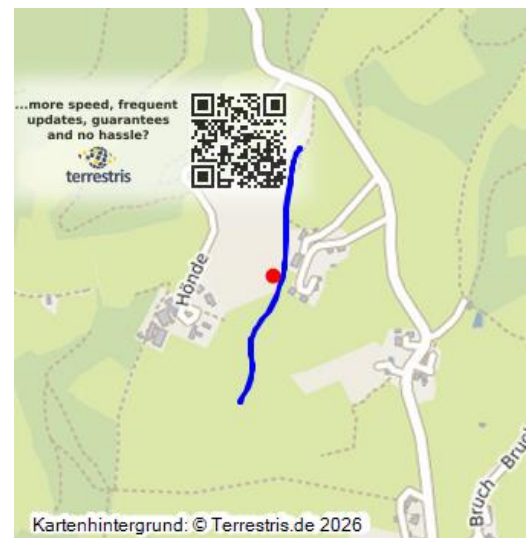 ...more speed, frequent
updates, guarantees
and no hassle?
terrestris
Hönde
Bruch
Bruch
Kartenhintergrund: © Terrestris.de 2026